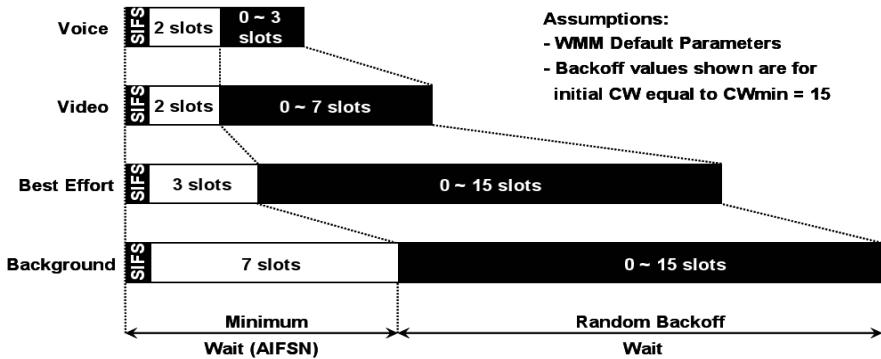 Voice
SIFS
2 slots
0 ~ 3
slots
Assumptions:
- WMM Default Parameters
- Backoff values shown are for
initial CW equal to CWmin = 15
Video
2 slots
0 ~ 7 slots
Best Effort
SIFS
3 slots
0 ~ 15 slots
Background
SIFS
7 slots
0 ~ 15 slots
Minimum
Wait (AIFSN)
Random Backoff
Wait